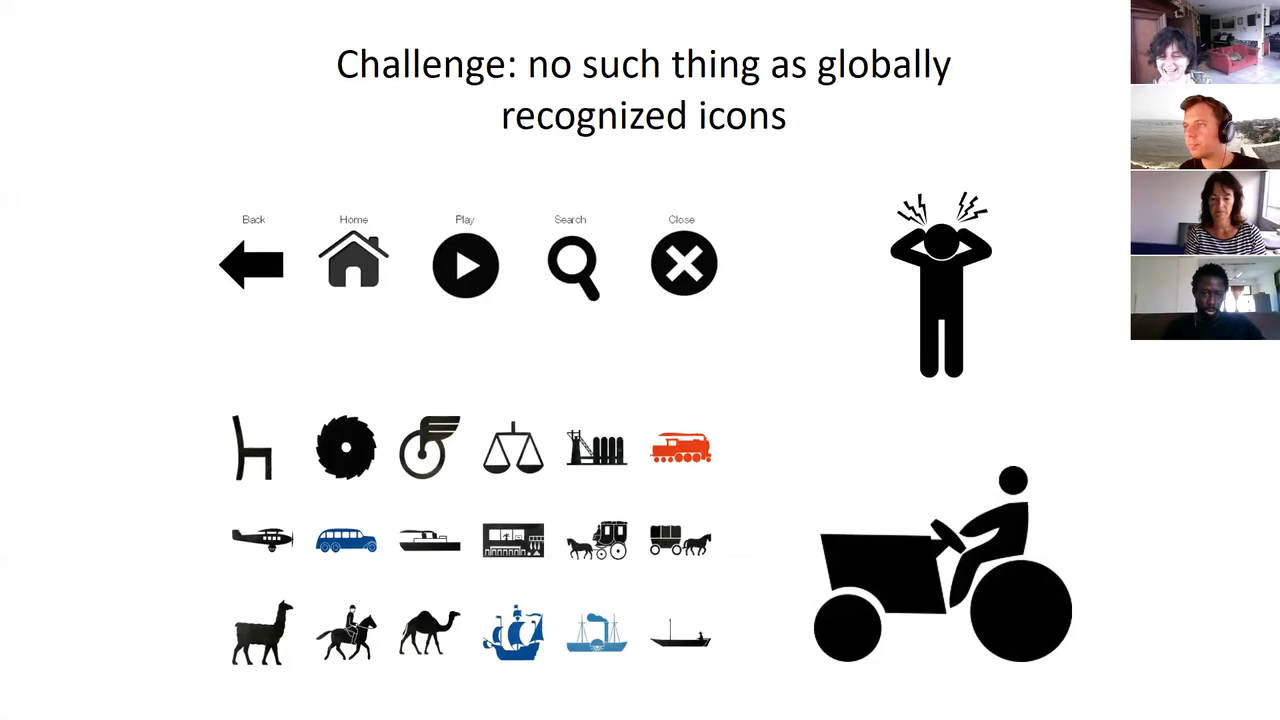 Challenge: no such thing as globally
recognized icons
Back Home Play Search Close